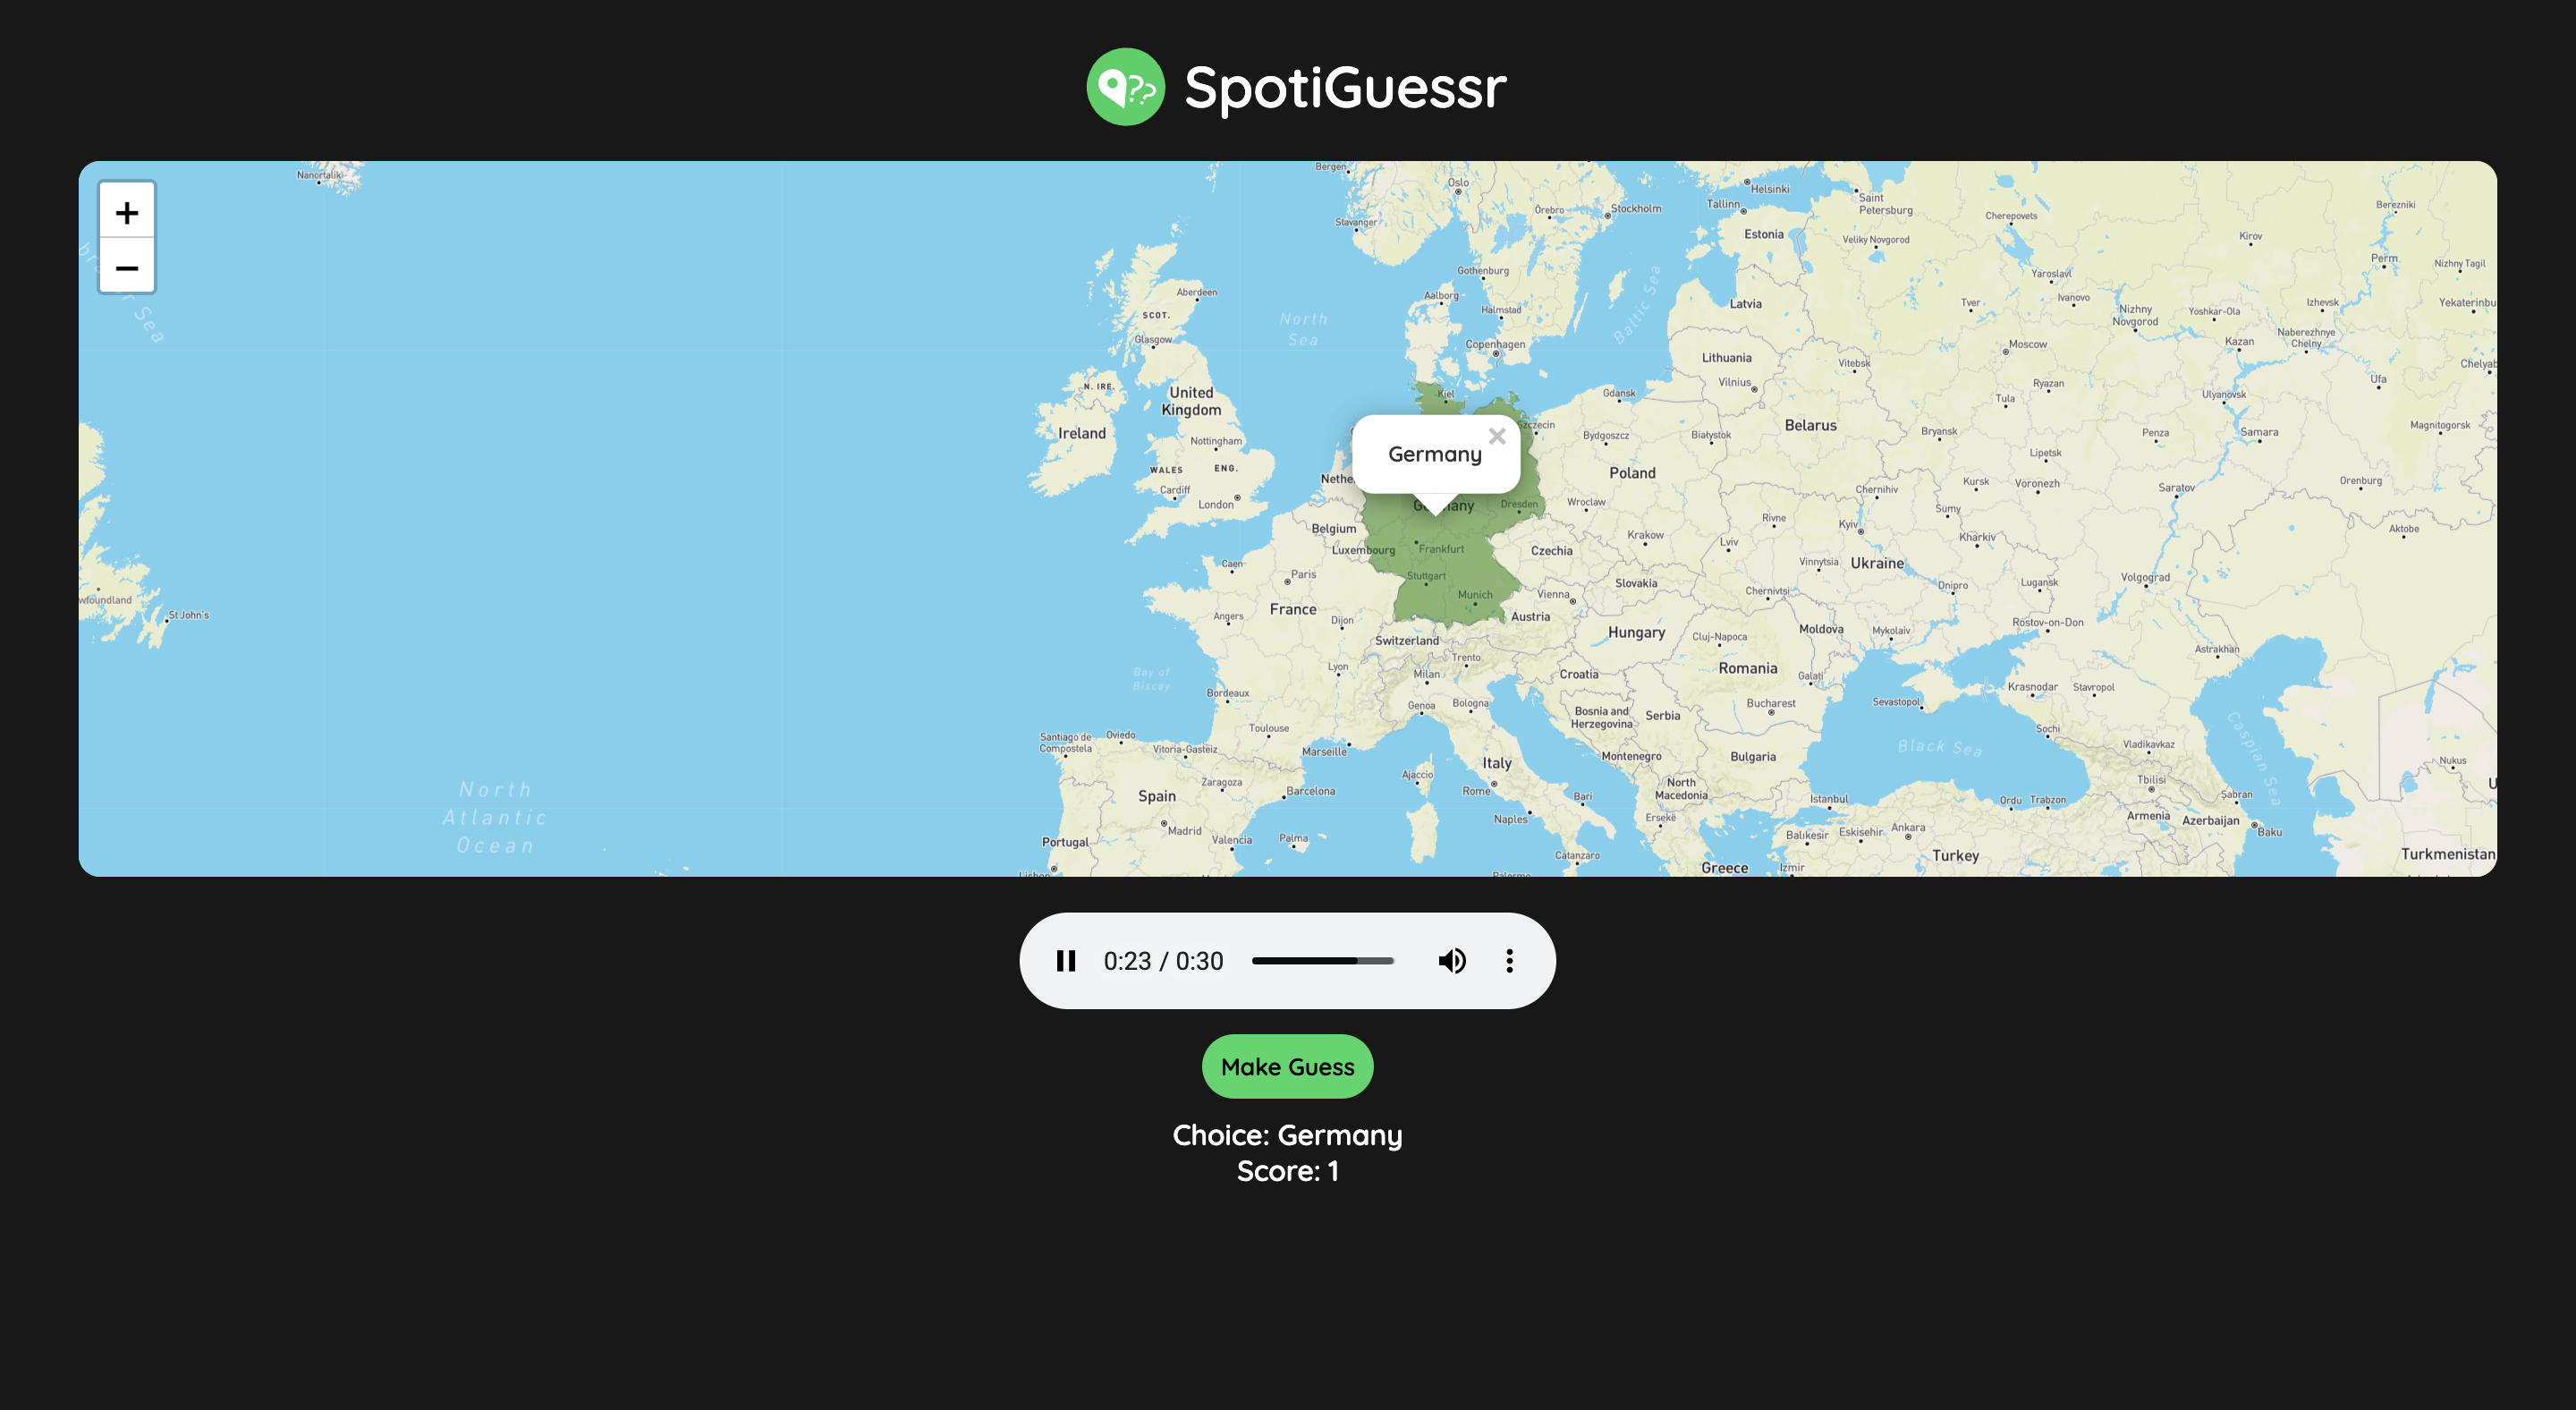 ?? SpotiGuessr
+
−
Nanortalik
Bergen
Oslo
Helsinki
Saint
Petersburg
Stavanger
Örebro
Stockholm
Tallinn
Cherepovets
Berezniki
Estonia
Veliky Novgorod
Kirov
Perm
Nizhny Tagil
Gothenburg
Yaroslavl
Aberdeen
Aalborg
Baltic Sea
Latvia
Tver
Ivanovo
Nizhny
Novgorod
Yoshkar-Ola
Izhevsk
Yekaterinbu
SCOT.
North
Sea
Halmstad
Naberezhnye
Chelny
Glasgow
Copenhagen
Lithuania
Moscow
Kazan
Vitebsk
Chelyab
N. IRE.
Vilnius
Ryazan
Ufa
United
Kingdom
Kiel
Gdansk
Tula
Ulyanovsk
Ireland
Nottingham
Szczecin
Bydgoszcz
Białystok
Belarus
Bryansk
Penza
Samara
Magnitogorsk
Germany
×
Lipetsk
WALES
ENG.
Poland
Nethe
Cardiff
London
Chernihiv
Kursk
Voronezh
Saratov
Orenburg
Dresden
Wroclaw
Sumy
Belgium
Rivne
Kyiv
Aktobe
Krakow
Lviv
Kharkiv
Luxembourg
Frankfurt
Czechia
Caen
Paris
Stuttgart
Slovakia
Vinnytsia
Ukraine
Dnipro
Lugansk
Volgograd
wfoundland
St John's
Munich
Vienna
Chernivtsi
France
Angers
Dijon
Austria
Rostov-on-Don
Switzerland
Hungary
Cluj-Napoca
Moldova
Mykolaiv
Astrakhan
Bay of
Biscay
Lyon
Trento
Milan
Croatia
Romania
Galati
Krasnodar
Stavropol
Bordeaux
Genoa
Bologna
Bosnia and
Herzegovina
Serbia
Bucharest
Sevastopol
Caspian Sea
Santiago de
Compostela
Oviedo
Vitoria-Gasteiz
Toulouse
Marseille
Montenegro
Bulgaria
Black Sea
Sochi
Vladikavkaz
Nukus
North
Atlantic
Ocean
Spain
Zaragoza
Barcelona
Ajaccio
Italy
Rome
Bari
North
Macedonia
Istanbul
Ordu
Trabzon
Tbilisi
Sabran
Portugal
Madrid
Valencia
Palma
Naples
Ersekë
Balıkesir
Eskisehir
Ankara
Armenia
Azerbaijan
Baku
Catanzaro
Greece
Izmir
Turkey
Turkmenistan
Lisbon
Palermo
0:23 / 0:30
Make Guess
Choice: Germany
Score: 1